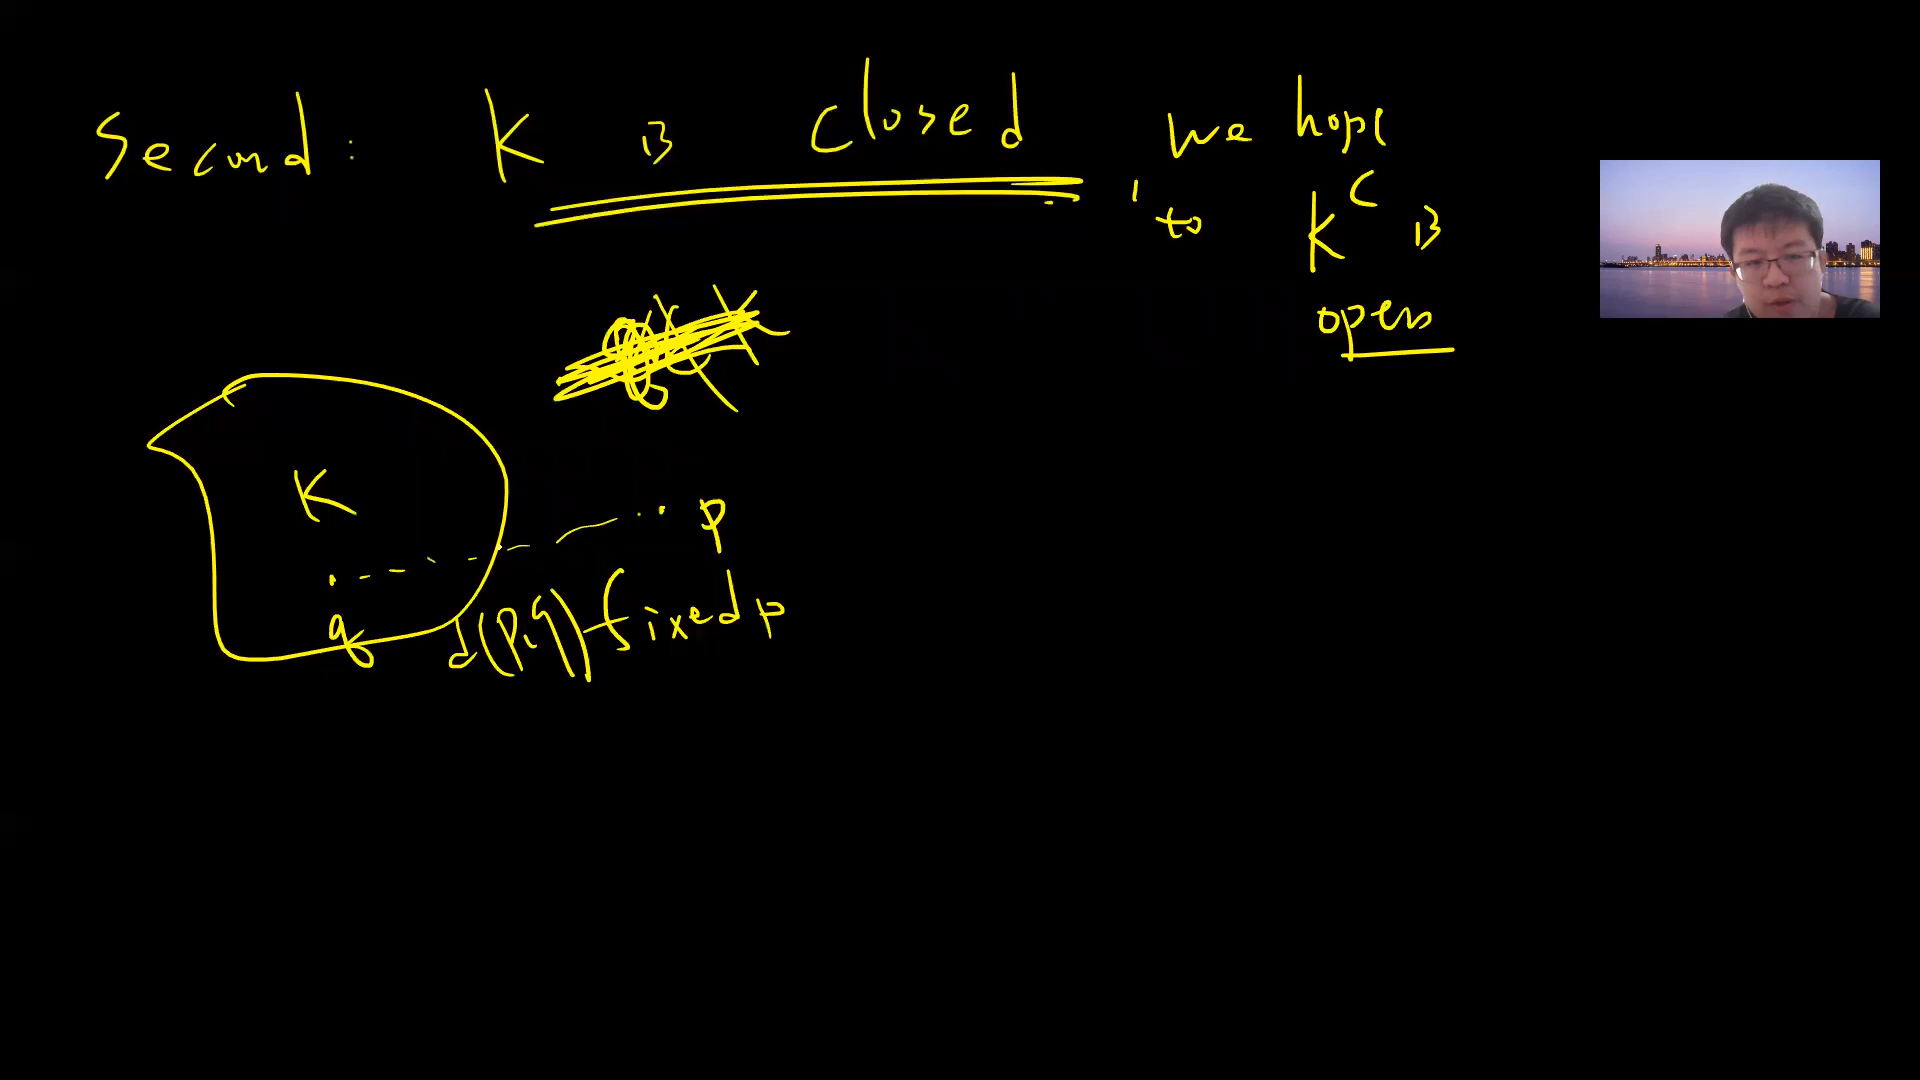 Second: K is closed, we hope
to K^C is
open
K
p
q
d(p,q) fixed p